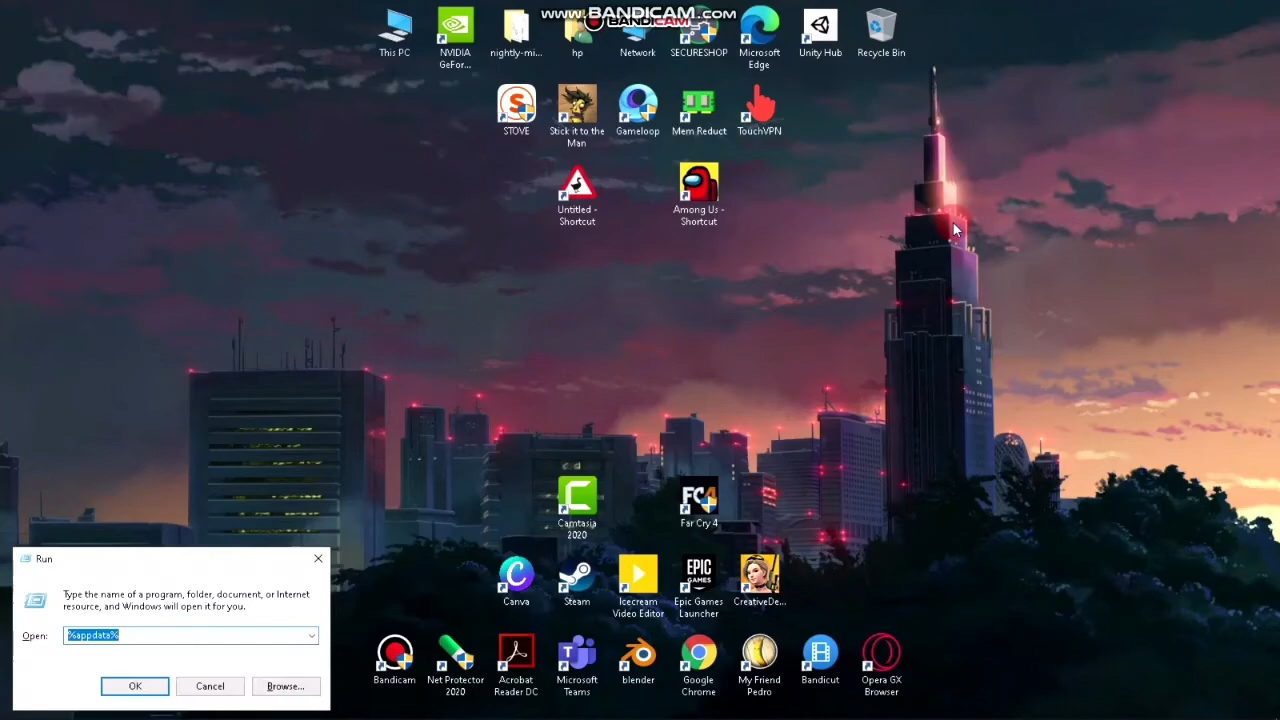 www.BANDICAM.com
BANDICAM
This PC
NVIDIA
GeFor...
nightly-mi...
hp
Network
SECURESHOP
Microsoft
Edge
Unity Hub
Recycle Bin
STOVE
Stick it to the
Man
Gameloop
Mem Reduct
TouchVPN
Untitled -
Shortcut
Among Us -
Shortcut
Camtasia
2020
FC4
Far Cry 4
Canva
Steam
Icecream
Video Editor
EPIC
GAMES
Epic Games
Launcher
CreativeDe...
Bandicam
Net Protector
2020
Acrobat
Reader DC
Microsoft
Teams
blender
Google
Chrome
My Friend
Pedro
Bandicut
Opera GX
Browser
Run
Type the name of a program, folder, document, or Internet
resource, and Windows will open it for you.
Open: %appdata%
OK Cancel Browse...